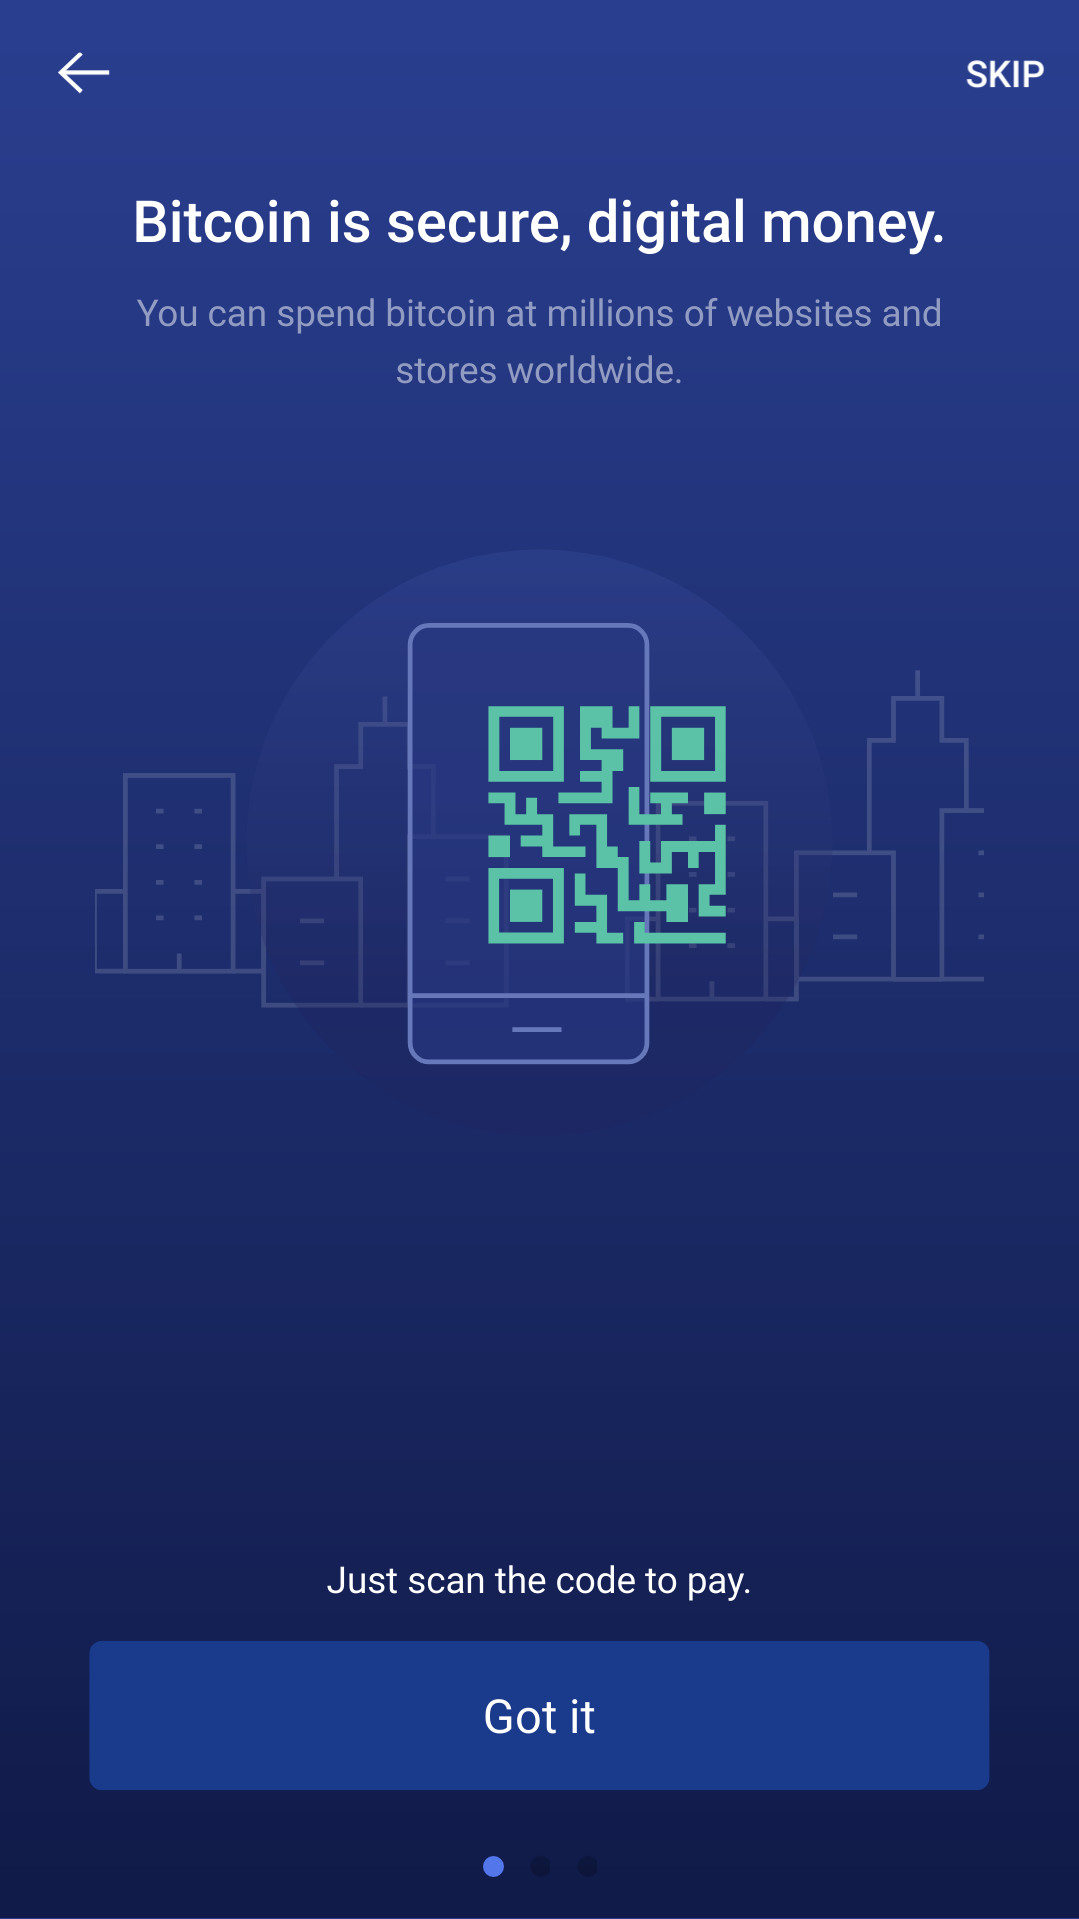 SKIP
Bitcoin is secure, digital money.
You can spend bitcoin at millions of websites and
stores worldwide.
Just scan the code to pay.
Got it